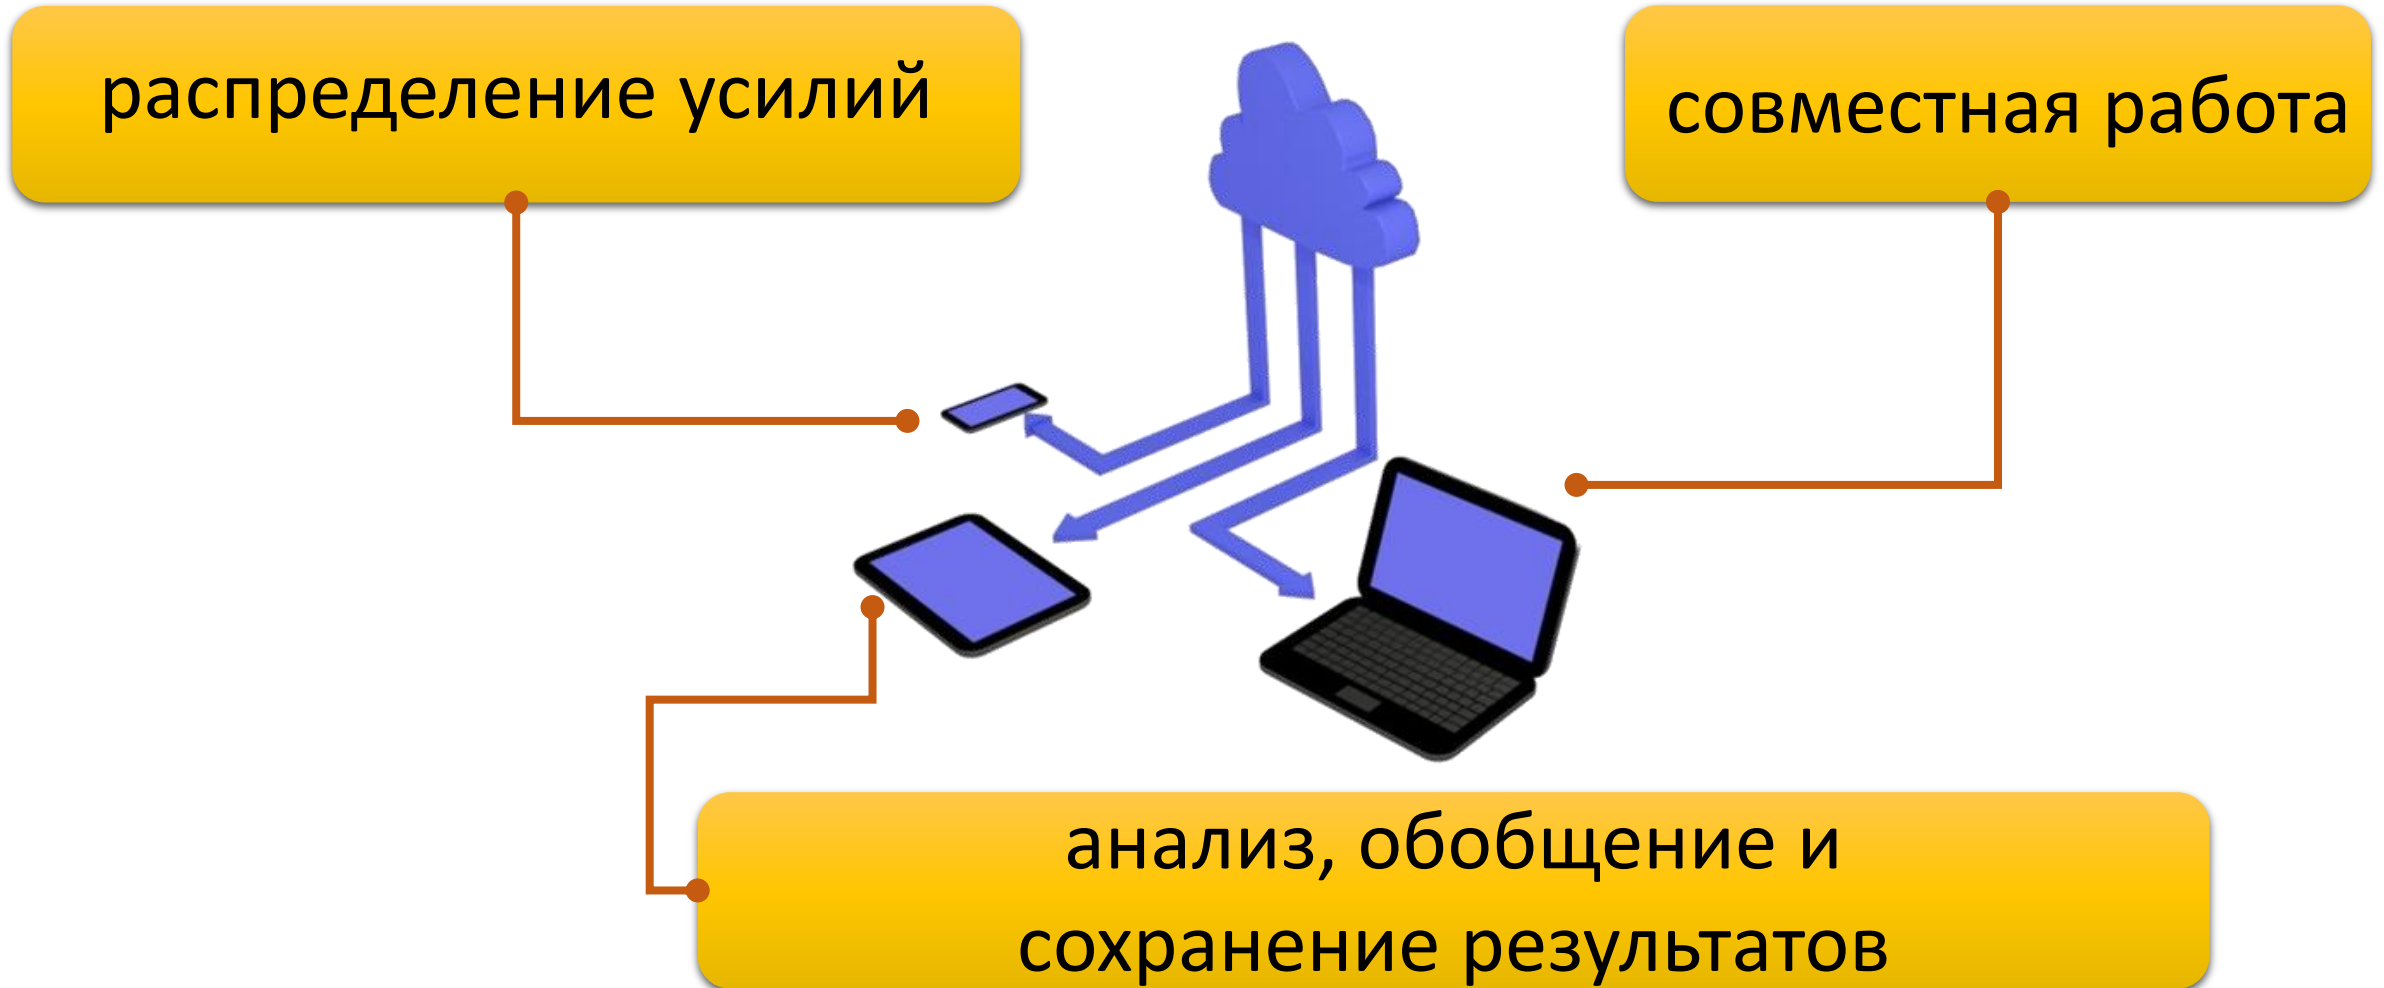 распределение усилий
совместная работа
анализ, обобщение и
сохранение результатов